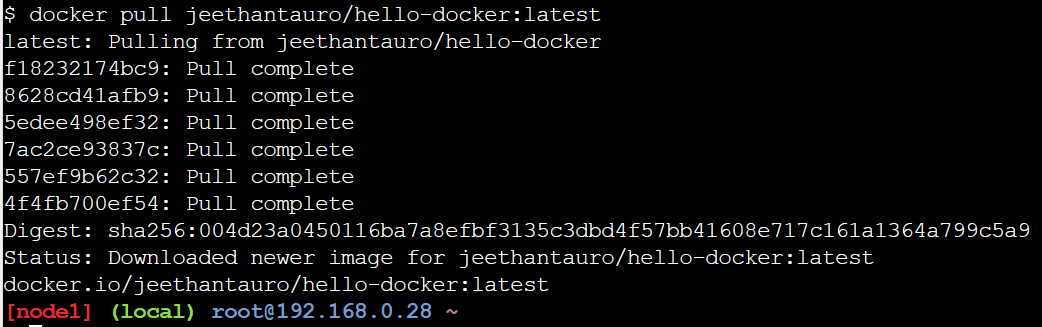 $ docker pull jeethantauro/hello-docker:latest
latest: Pulling from jeethantauro/hello-docker
f18232174bc9: Pull complete
8628cd41afb9: Pull complete
5edee498ef32: Pull complete
7ac2ce93837c: Pull complete
557ef9b62c32: Pull complete
4f4fb700ef54: Pull complete
Digest: sha256:004d23a0450116ba7a8efbf3135c3dbd4f57bb41608e717c161a1364a799c5a9
Status: Downloaded newer image for jeethantauro/hello-docker:latest
docker.io/jeethantauro/hello-docker:latest
[node1] (local) root@192.168.0.28 ~